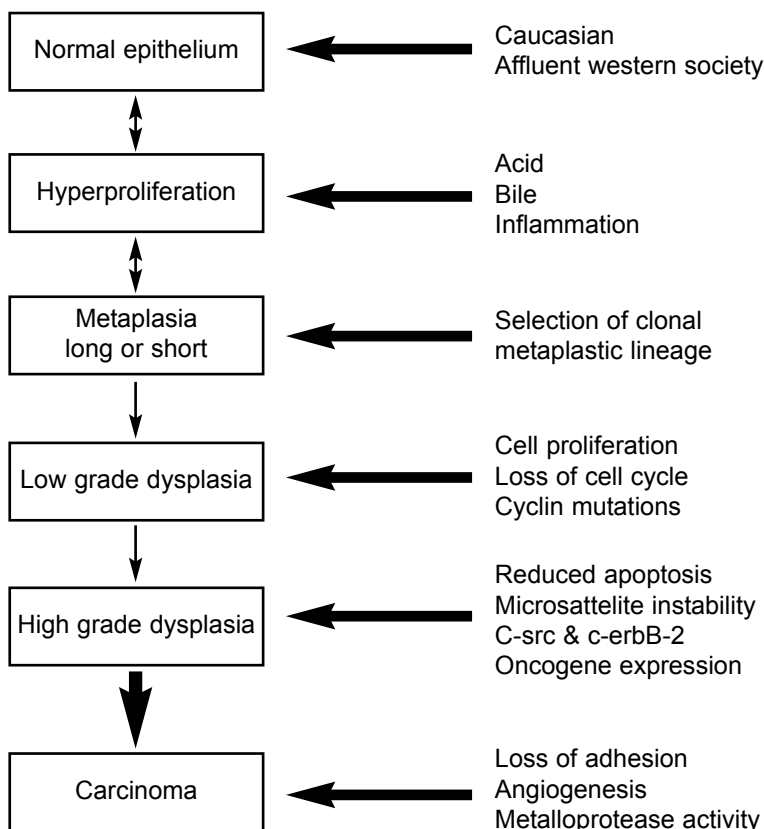 Normal epithelium
Caucasian
Affluent western society
Hyperproliferation
Acid
Bile
Inflammation
Metaplasia
long or short
Selection of clonal
metaplastic lineage
Low grade dysplasia
Cell proliferation
Loss of cell cycle
Cyclin mutations
High grade dysplasia
Reduced apoptosis
Microsattelite instability
C-src & c-erbB-2
Oncogene expression
Carcinoma
Loss of adhesion
Angiogenesis
Metalloprotease activity